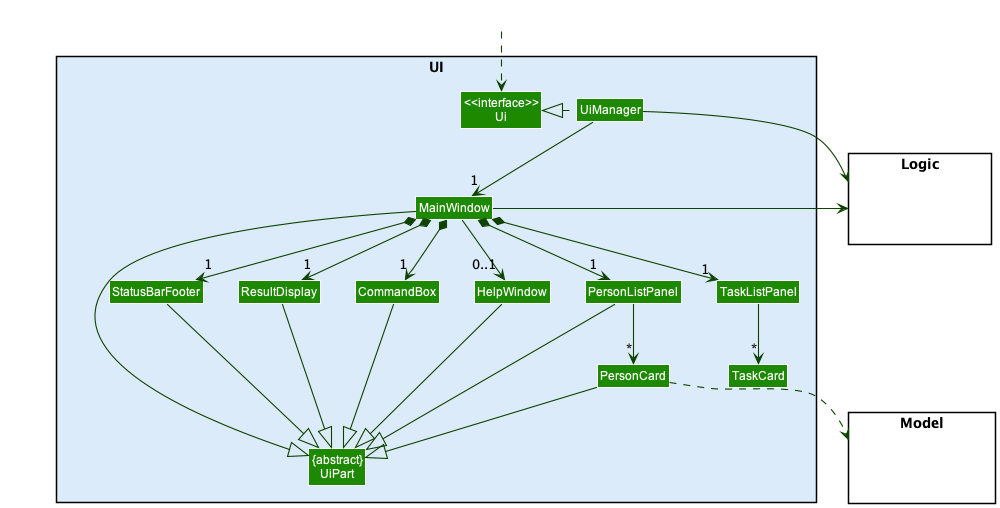 UI
<<interface>>
Ui
UiManager
Logic
1
MainWindow
1
1
1
0..1
1
1
StatusBarFooter
ResultDisplay
CommandBox
HelpWindow
PersonListPanel
TaskListPanel
*
*
PersonCard
TaskCard
Model
{abstract}
UiPart